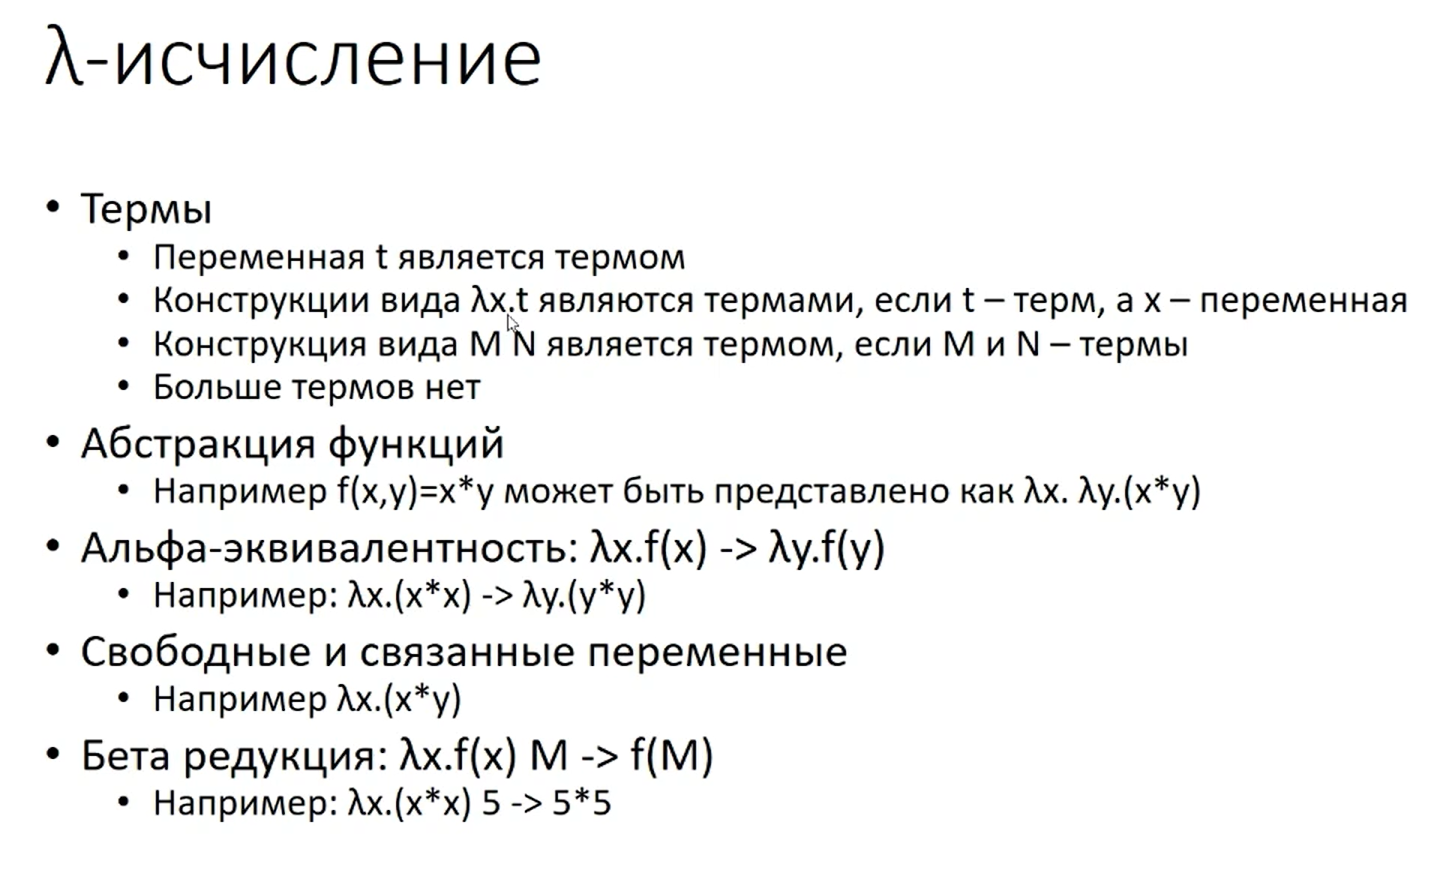 λ-исчисление
• Термы
• Переменная t является термом
• Конструкции вида λx.t являются термами, если t – терм, а x – переменная
• Конструкция вида M N является термом, если M и N – термы
• Больше термов нет
• Абстракция функций
• Например f(x,y)=x*y может быть представлено как λx. λy.(x*y)
• Альфа-эквивалентность: λx.f(x) -> λy.f(y)
• Например: λx.(x*x) -> λy.(y*y)
• Свободные и связанные переменные
• Например λx.(x*y)
• Бета редукция: λx.f(x) M -> f(M)
• Например: λx.(x*x) 5 -> 5*5